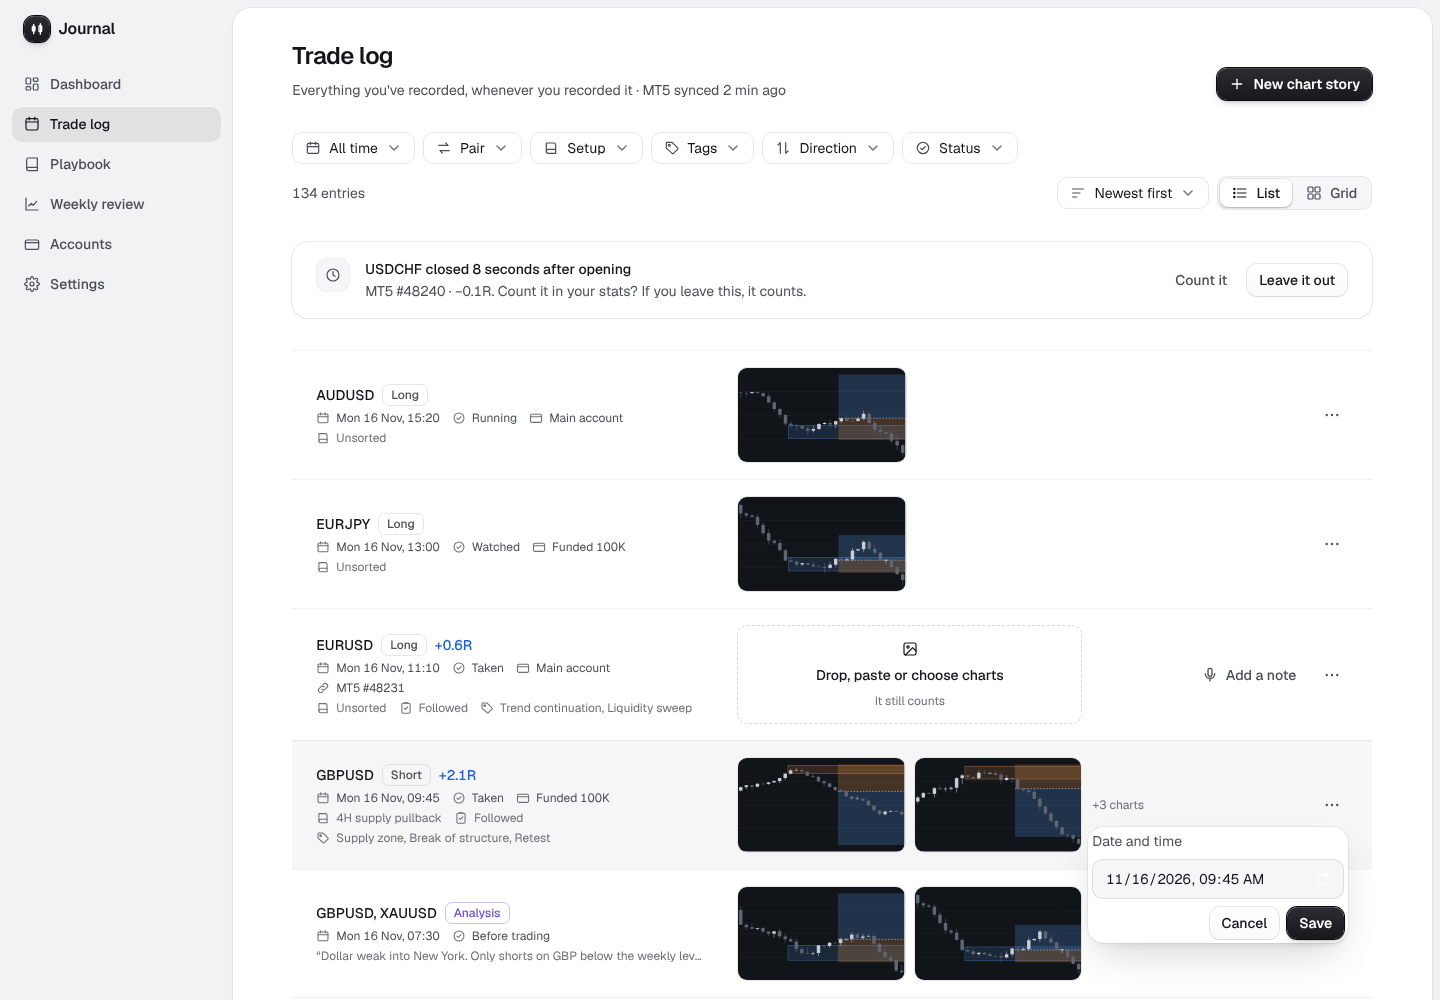 Journal
Dashboard
Trade log
Playbook
Weekly review
Accounts
Settings
Trade log
Everything you've recorded, whenever you recorded it · MT5 synced 2 min ago
New chart story
All time
Pair
Setup
Tags
Direction
Status
134 entries
Newest first
List
Grid
USDCHF closed 8 seconds after opening
MT5 #48240 · −0.1R. Count it in your stats? If you leave this, it counts.
Count it
Leave it out
AUDUSD Long
Mon 16 Nov, 15:20 Running Main account
Unsorted
EURJPY Long
Mon 16 Nov, 13:00 Watched Funded 100K
Unsorted
EURUSD Long +0.6R
Mon 16 Nov, 11:10 Taken Main account
MT5 #48231
Unsorted Followed Trend continuation, Liquidity sweep
Drop, paste or choose charts
It still counts
Add a note
GBPUSD Short +2.1R
Mon 16 Nov, 09:45 Taken Funded 100K
4H supply pullback Followed
Supply zone, Break of structure, Retest
+3 charts
Date and time
11/16/2026, 09:45 AM
Cancel
Save
GBPUSD, XAUUSD Analysis
Mon 16 Nov, 07:30 Before trading
“Dollar weak into New York. Only shorts on GBP below the weekly lev…